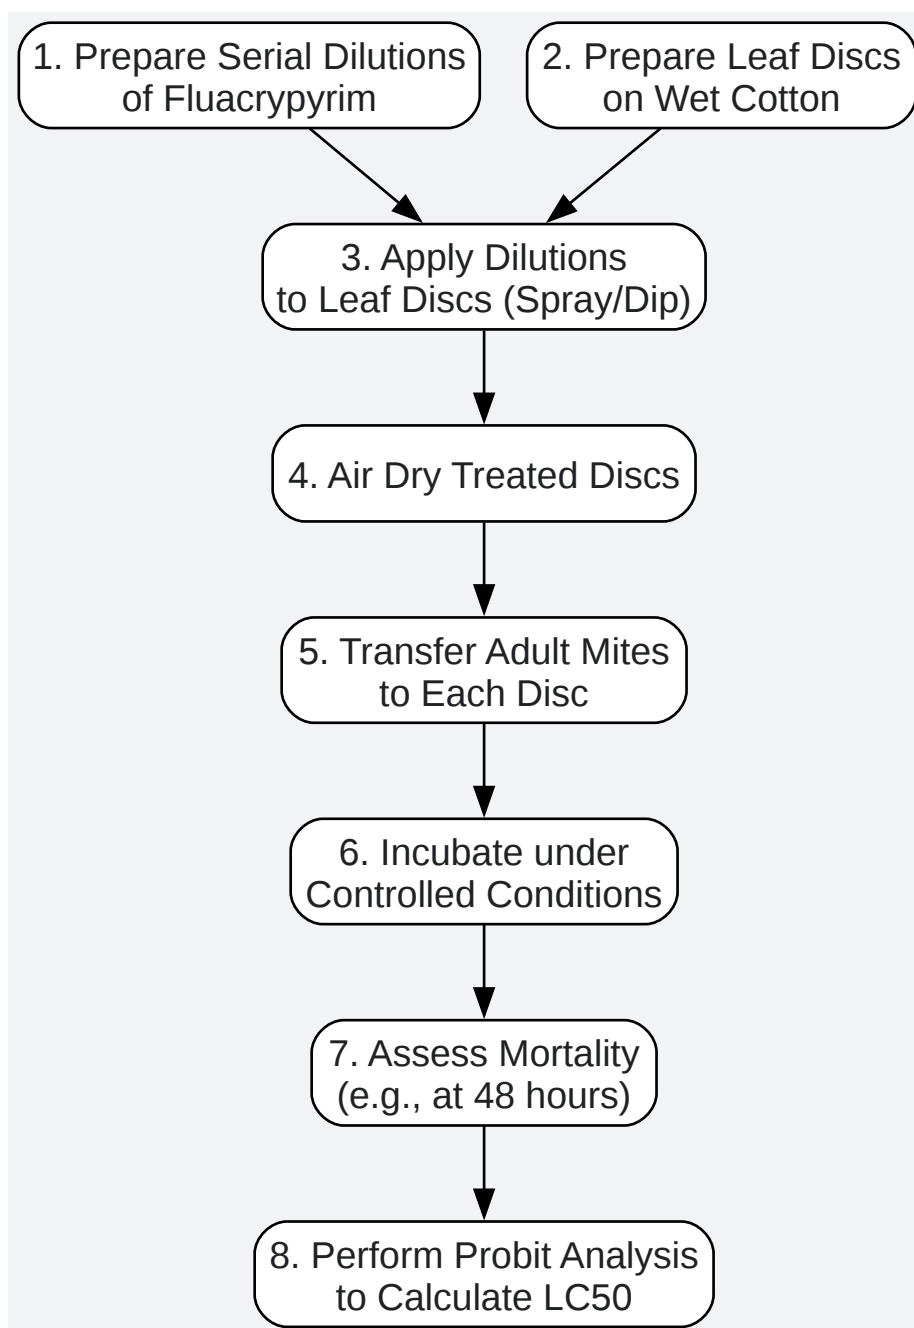 1. Prepare Serial Dilutions
of Fluacrypyrim
2. Prepare Leaf Discs
on Wet Cotton
3. Apply Dilutions
to Leaf Discs (Spray/Dip)
4. Air Dry Treated Discs
5. Transfer Adult Mites
to Each Disc
6. Incubate under
Controlled Conditions
7. Assess Mortality
(e.g., at 48 hours)
8. Perform Probit Analysis
to Calculate LC50